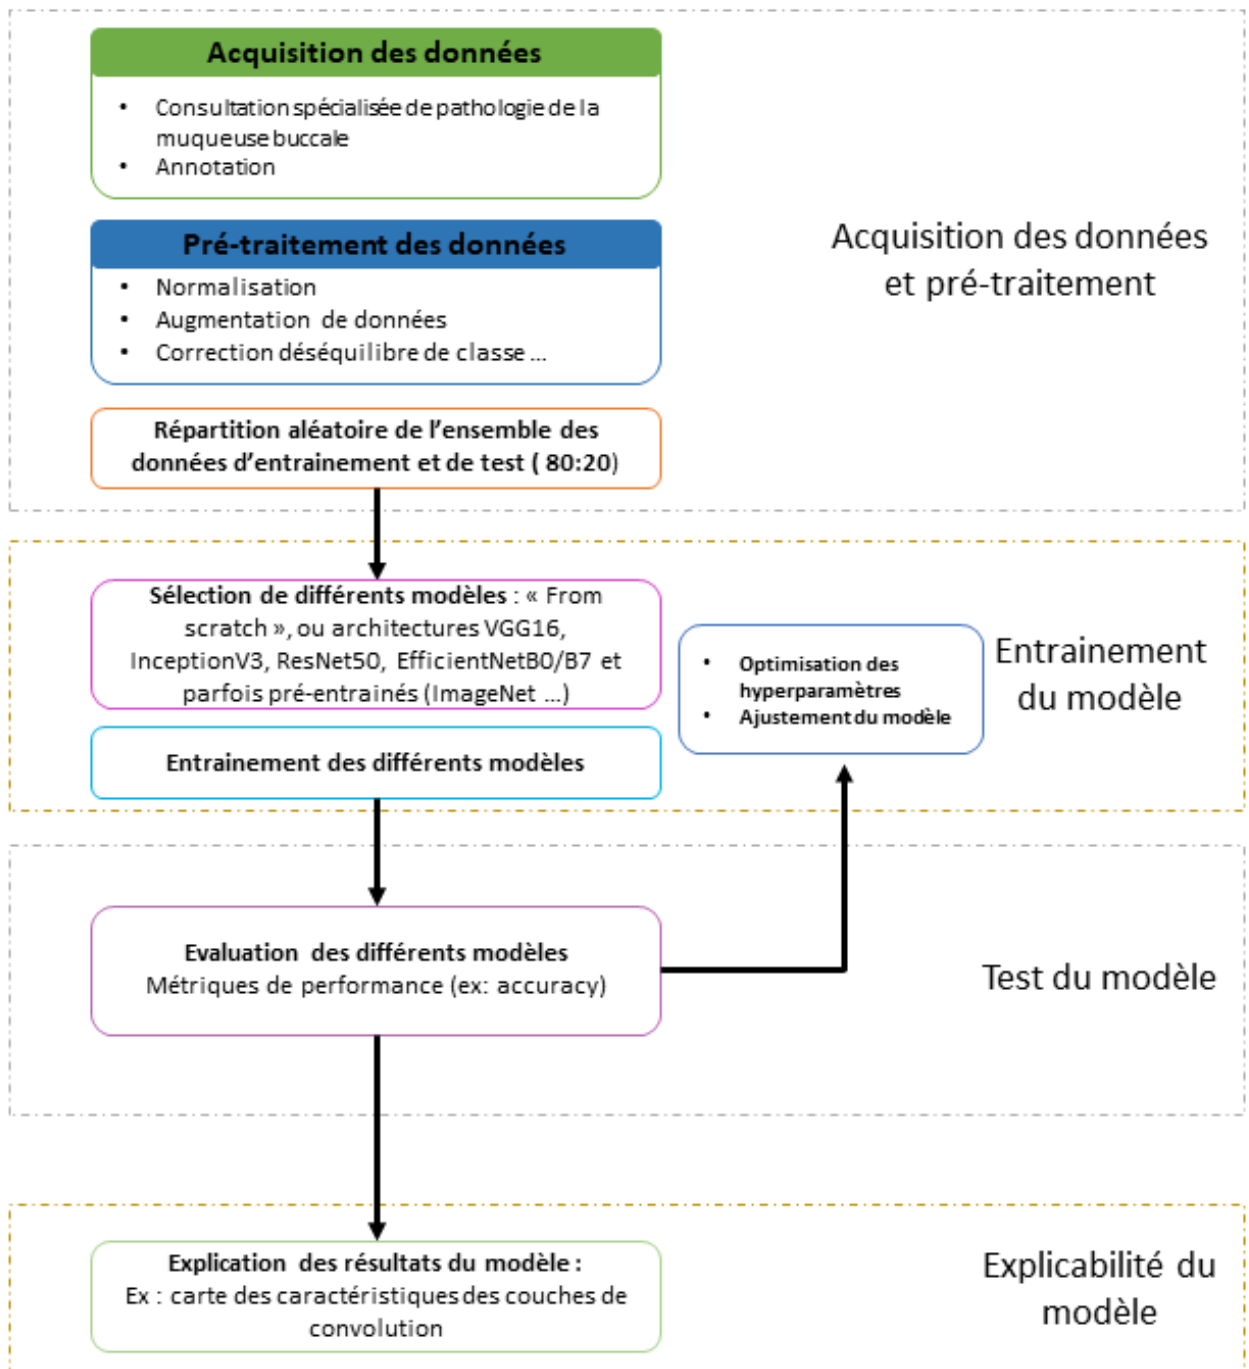 Acquisition des données
• Consultation spécialisée de pathologie de la
muqueuse buccale
• Annotation
Pré-traitement des données
• Normalisation
• Augmentation de données
• Correction déséquilibre de classe ...
Acquisition des données
et pré-traitement
Répartition aléatoire de l’ensemble des
données d’entrainement et de test ( 80:20)
Sélection de différents modèles : « From
scratch », ou architectures VGG16,
InceptionV3, ResNet50, EfficientNetB0/B7 et
parfois pré-entrainés (ImageNet ...)
• Optimisation des
hyperparamètres
• Ajustement du modèle
Entrainement
du modèle
Entrainement des différents modèles
Evaluation des différents modèles
Métriques de performance (ex: accuracy)
Test du modèle
Explication des résultats du modèle :
Ex : carte des caractéristiques des couches de
convolution
Explicabilité du
modèle